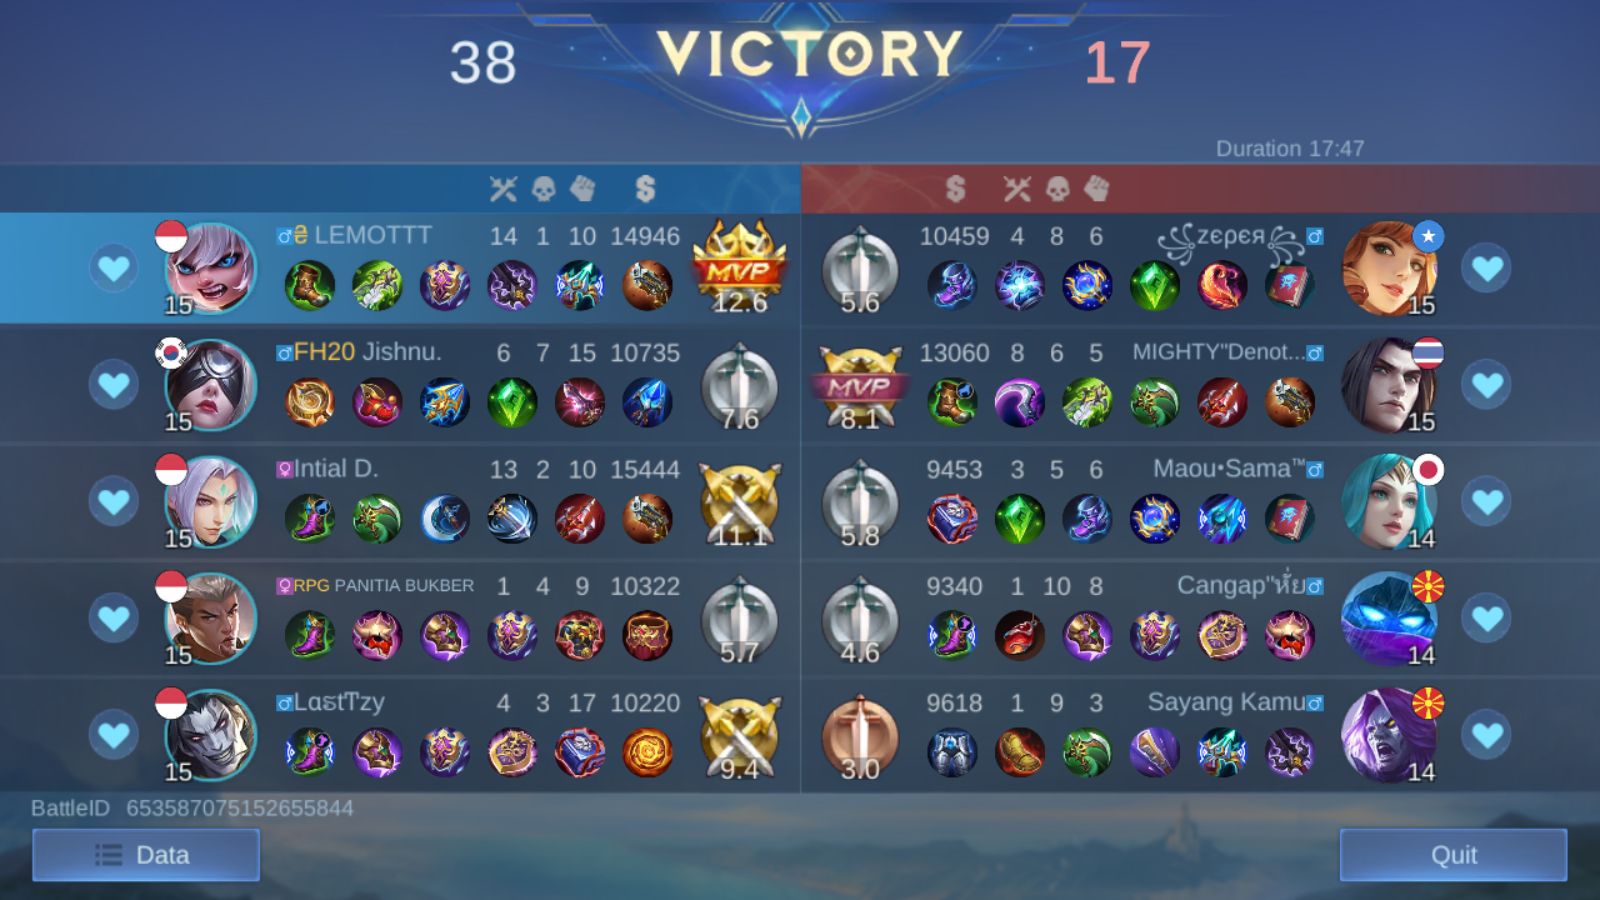 38 VICTORY 17
Duration 17:47
LEMOTTT 14 1 10 14946 MVP 12.6
15
5.6 10459 4 8 6 zєρєя
15
FH20 Jishnu. 6 7 15 10735 7.6
15
MVP 8.1 13060 8 6 5 MIGHTY"Denot...
15
Intial D. 13 2 10 15444 11.1
15
5.8 9453 3 5 6 Maou•Sama™
14
RPG PANITIA BUKBER 1 4 9 10322 5.7
15
4.6 9340 1 10 8 Cangap"หั่ย
14
LɑsƭTzy 4 3 17 10220 9.4
15
3.0 9618 1 9 3 Sayang Kamu
14
BattleID 653587075152655844
Data
Quit